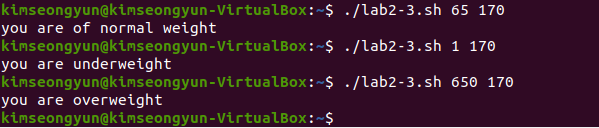 kimseongyun@kimseongyun-VirtualBox:~$ ./lab2-3.sh 65 170
you are of normal weight
kimseongyun@kimseongyun-VirtualBox:~$ ./lab2-3.sh 1 170
you are underweight
kimseongyun@kimseongyun-VirtualBox:~$ ./lab2-3.sh 650 170
you are overweight
kimseongyun@kimseongyun-VirtualBox:~$